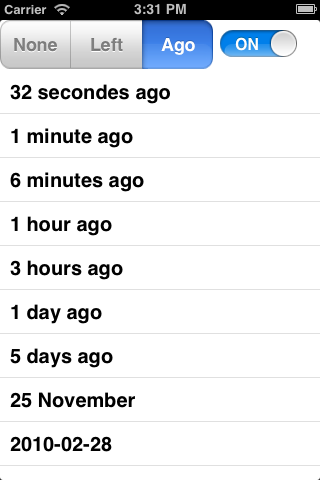 Carrier 3:31 PM
None Left Ago ON
32 secondes ago
1 minute ago
6 minutes ago
1 hour ago
3 hours ago
1 day ago
5 days ago
25 November
2010-02-28